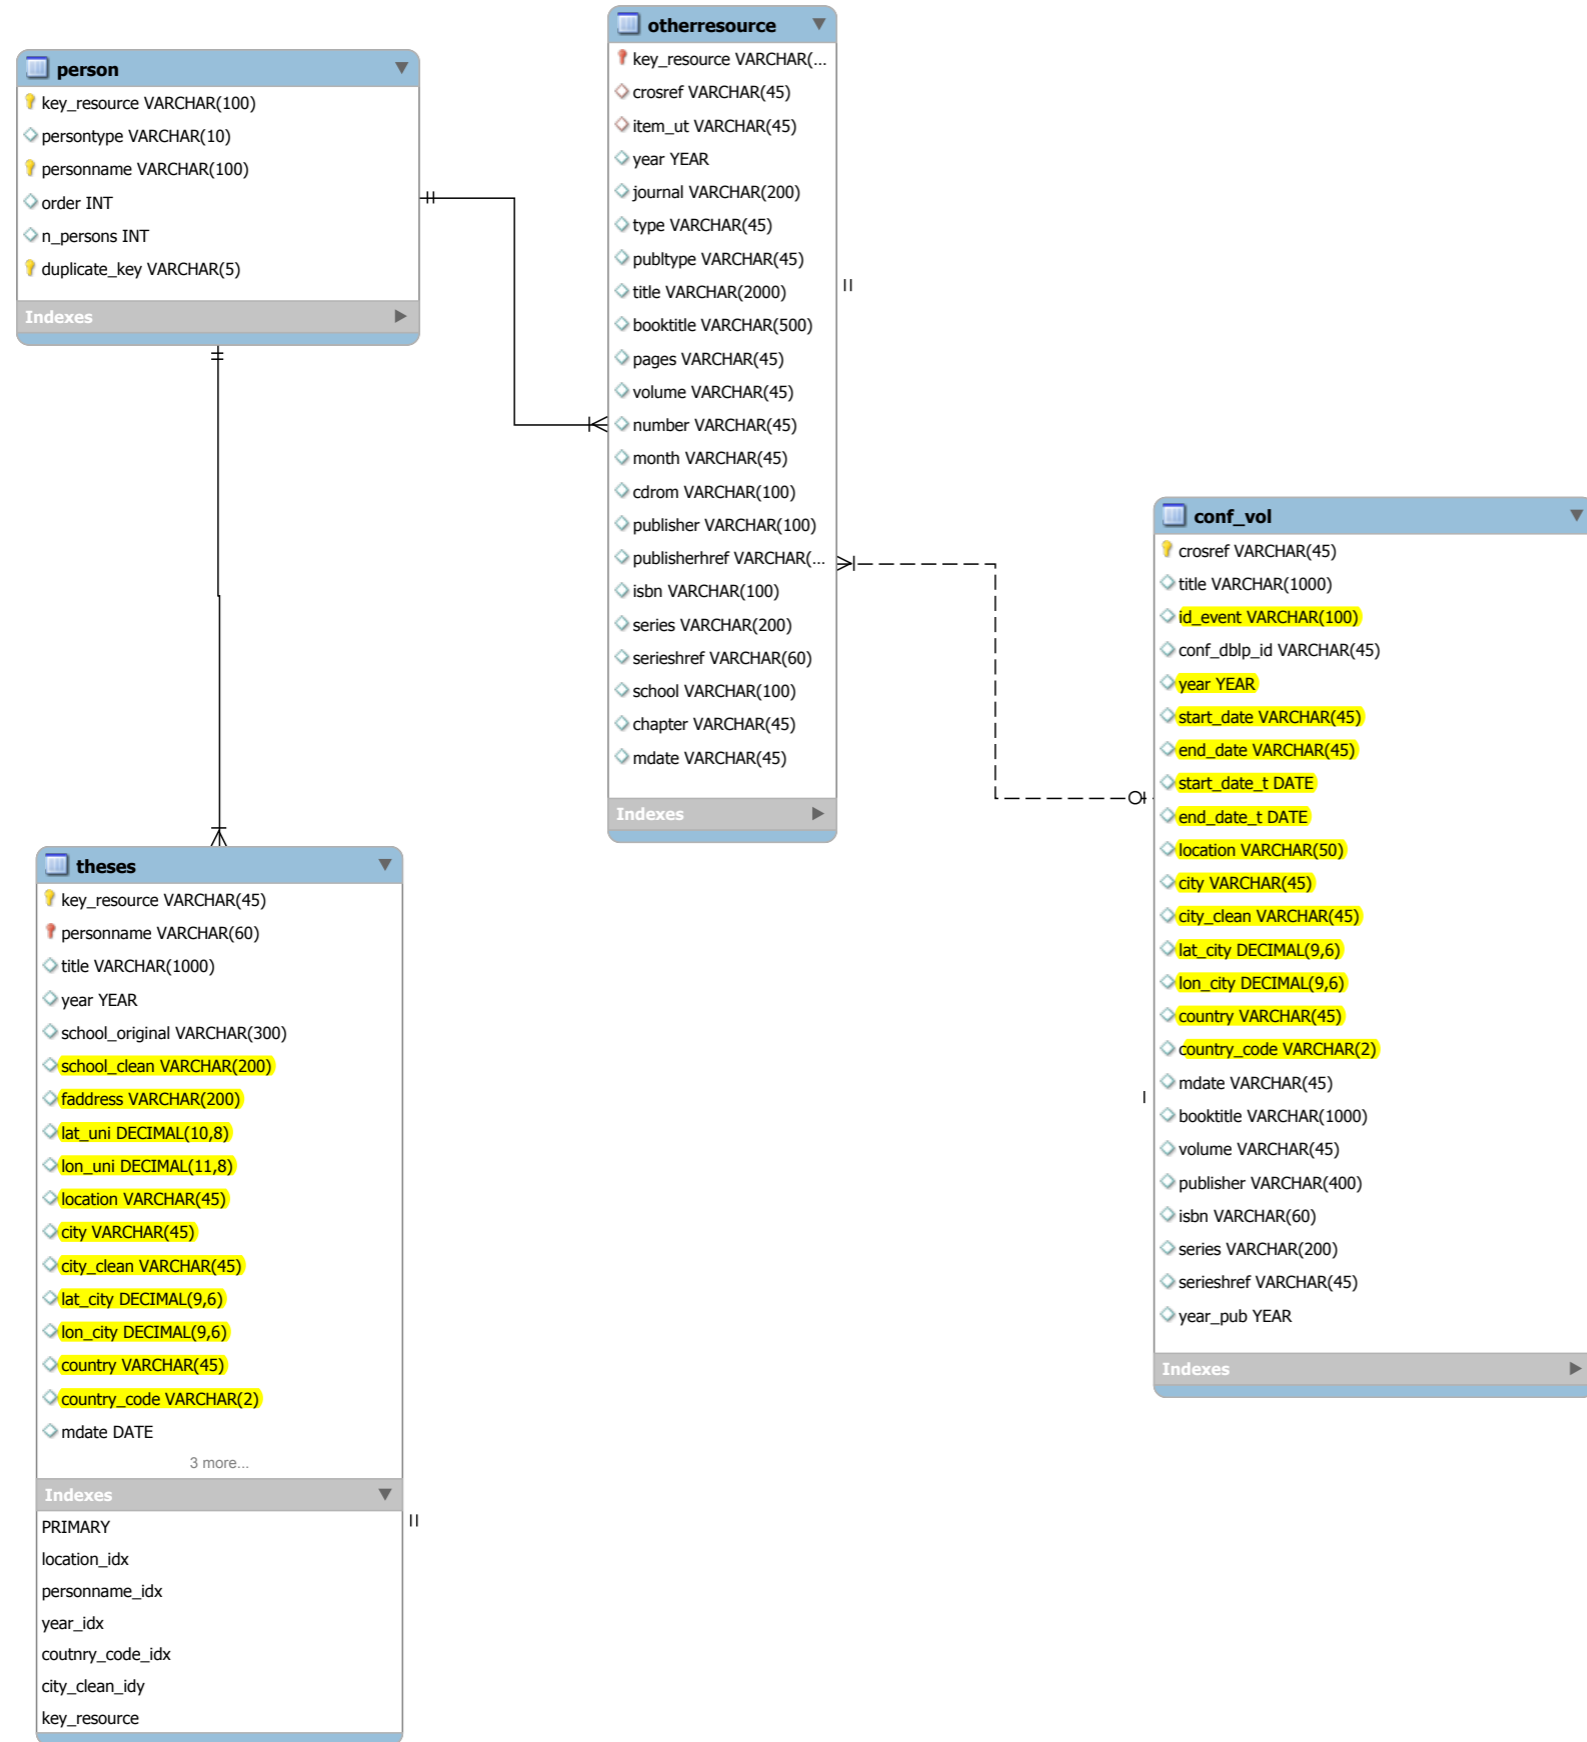 person
key_resource VARCHAR(100)
persontype VARCHAR(10)
personname VARCHAR(100)
order INT
n_persons INT
duplicate_key VARCHAR(5)
Indexes
otherresource
key_resource VARCHAR(...
crosref VARCHAR(45)
item_ut VARCHAR(45)
year YEAR
journal VARCHAR(200)
type VARCHAR(45)
publtype VARCHAR(45)
title VARCHAR(2000)
booktitle VARCHAR(500)
pages VARCHAR(45)
volume VARCHAR(45)
number VARCHAR(45)
month VARCHAR(45)
cdrom VARCHAR(100)
publisher VARCHAR(100)
publisherhref VARCHAR(...
isbn VARCHAR(100)
series VARCHAR(200)
serieshref VARCHAR(60)
school VARCHAR(100)
chapter VARCHAR(45)
mdate VARCHAR(45)
Indexes
conf_vol
crosref VARCHAR(45)
title VARCHAR(1000)
id_event VARCHAR(100)
conf_dblp_id VARCHAR(45)
year YEAR
start_date VARCHAR(45)
end_date VARCHAR(45)
start_date_t DATE
end_date_t DATE
location VARCHAR(50)
city VARCHAR(45)
city_clean VARCHAR(45)
lat_city DECIMAL(9,6)
lon_city DECIMAL(9,6)
country VARCHAR(45)
country_code VARCHAR(2)
mdate VARCHAR(45)
booktitle VARCHAR(1000)
volume VARCHAR(45)
publisher VARCHAR(400)
isbn VARCHAR(60)
series VARCHAR(200)
serieshref VARCHAR(45)
year_pub YEAR
Indexes
theses
key_resource VARCHAR(45)
personname VARCHAR(60)
title VARCHAR(1000)
year YEAR
school_original VARCHAR(300)
school_clean VARCHAR(200)
faddress VARCHAR(200)
lat_uni DECIMAL(10,8)
lon_uni DECIMAL(11,8)
location VARCHAR(45)
city VARCHAR(45)
city_clean VARCHAR(45)
lat_city DECIMAL(9,6)
lon_city DECIMAL(9,6)
country VARCHAR(45)
country_code VARCHAR(2)
mdate DATE
3 more...
Indexes
PRIMARY
location_idx
personname_idx
year_idx
coutnry_code_idx
city_clean_idy
key_resource